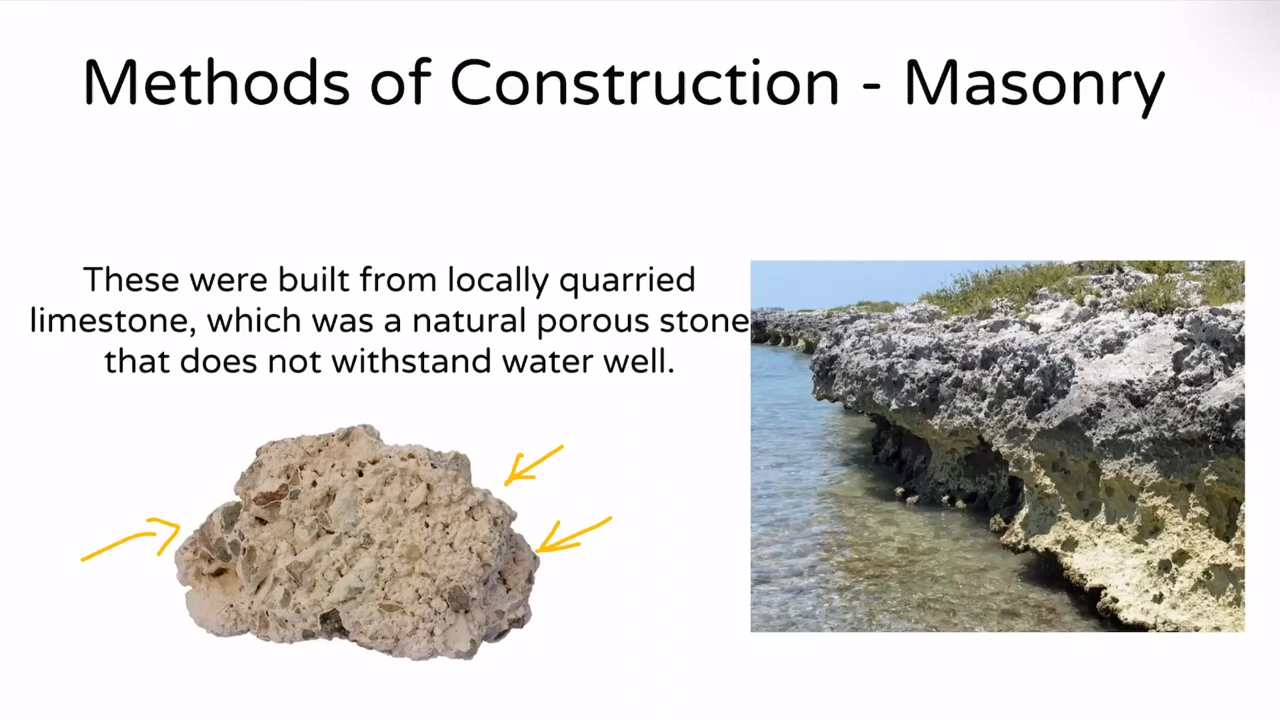 Methods of Construction - Masonry
These were built from locally quarried
limestone, which was a natural porous stone
that does not withstand water well.